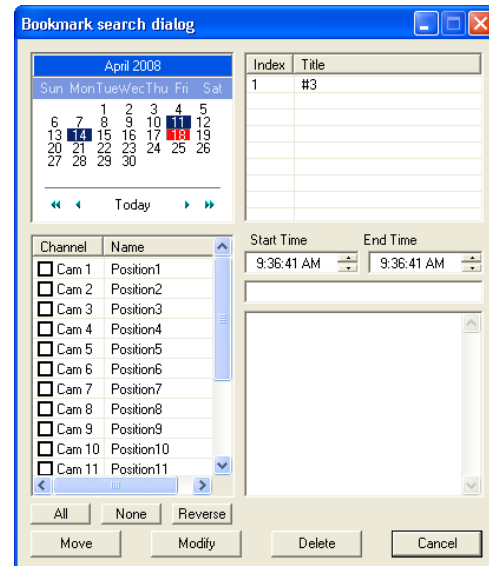 Bookmark search dialog
April 2008
Sun Mon Tue Wec Thu Fri Sat
1 2 3 4 5
6 7 8 9 10 11 12
13 14 15 16 17 18 19
20 21 22 23 24 25 26
27 28 29 30
Today
Index Title
1 #3
Channel Name
Cam 1 Position1
Cam 2 Position2
Cam 3 Position3
Cam 4 Position4
Cam 5 Position5
Cam 6 Position6
Cam 7 Position7
Cam 8 Position8
Cam 9 Position9
Cam 10 Position10
Cam 11 Position11
Start Time End Time
9:36:41 AM 9:36:41 AM
All None Reverse
Move Modify Delete Cancel